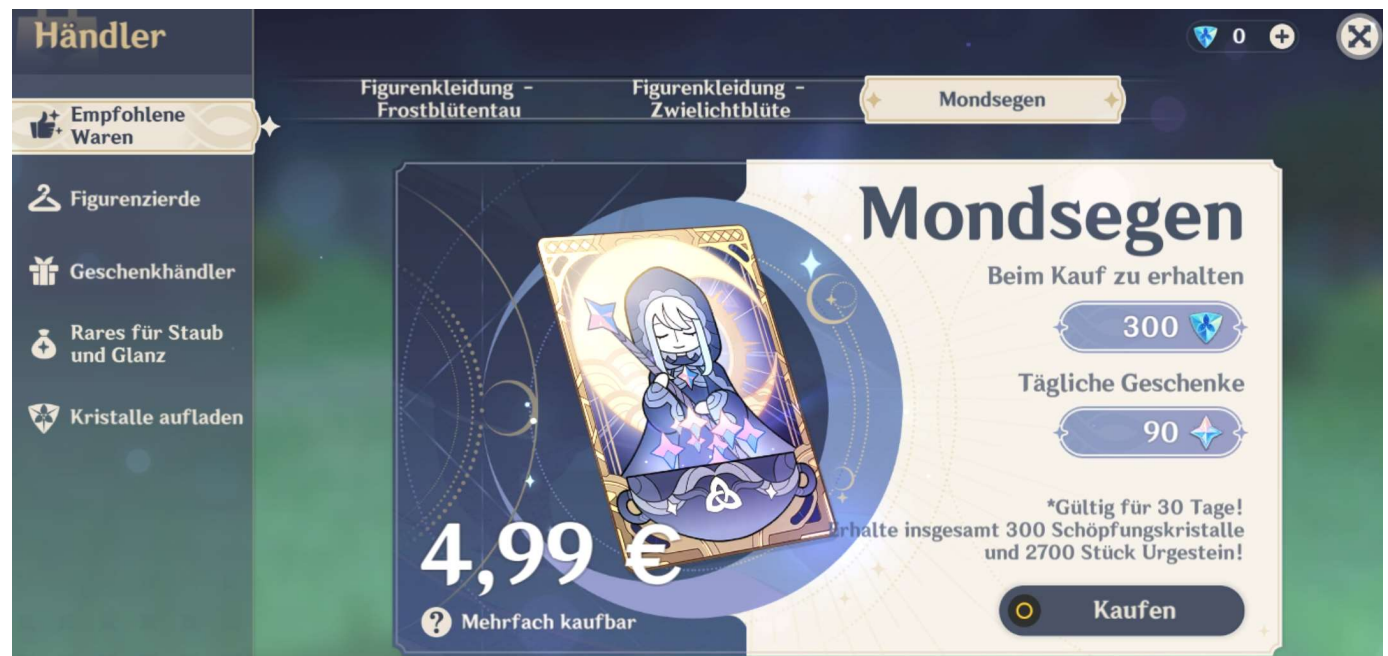 Händler
0
Empfohlene
Waren
Figurenzierde
Geschenkhändler
Rares für Staub
und Glanz
Kristalle aufladen
Figurenkleidung –
Frostblütentau
Figurenkleidung –
Zwielichtblüte
Mondsegen
Mondsegen
Beim Kauf zu erhalten
300
Tägliche Geschenke
90
*Gültig für 30 Tage!
Erhalte insgesamt 300 Schöpfungskristalle
und 2700 Stück Urgestein!
4,99 €
? Mehrfach kaufbar
Kaufen